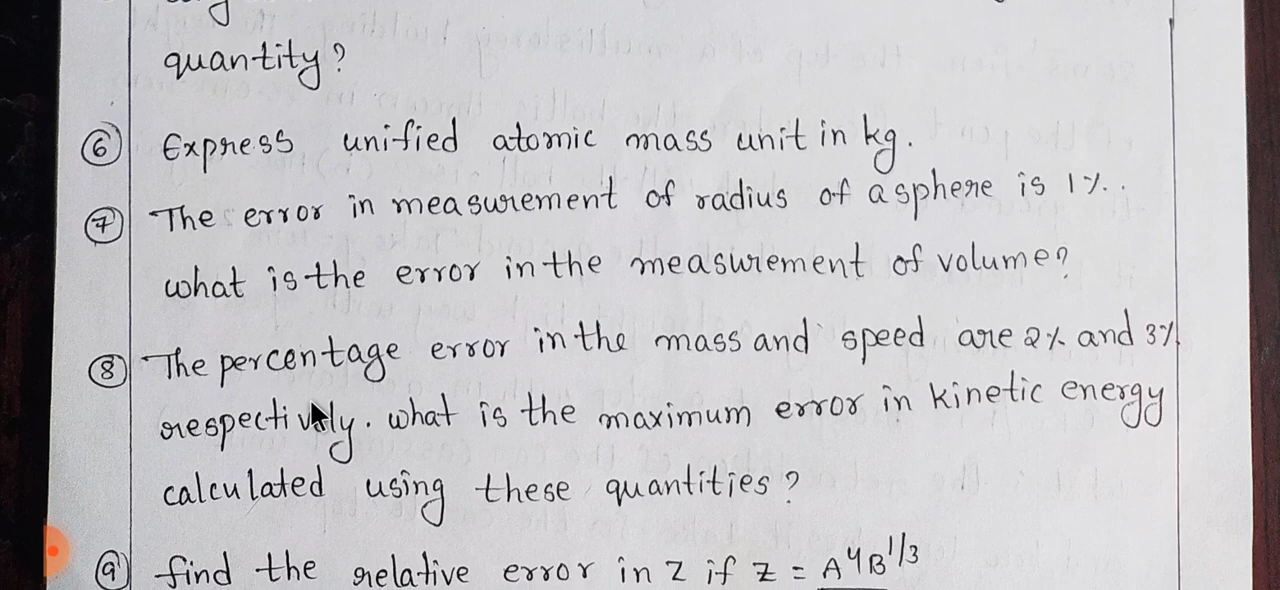 quantity?
⑥ Express unified atomic mass unit in kg.
⑦ The error in measurement of radius of a sphere is 1%.
what is the error in the measurement of volume?
⑧ The percentage error in the mass and speed are 2% and 3%
respectively. what is the maximum error in kinetic energy
calculated using these quantities?
⑨ find the relative error in Z if Z = A⁴B¹/³